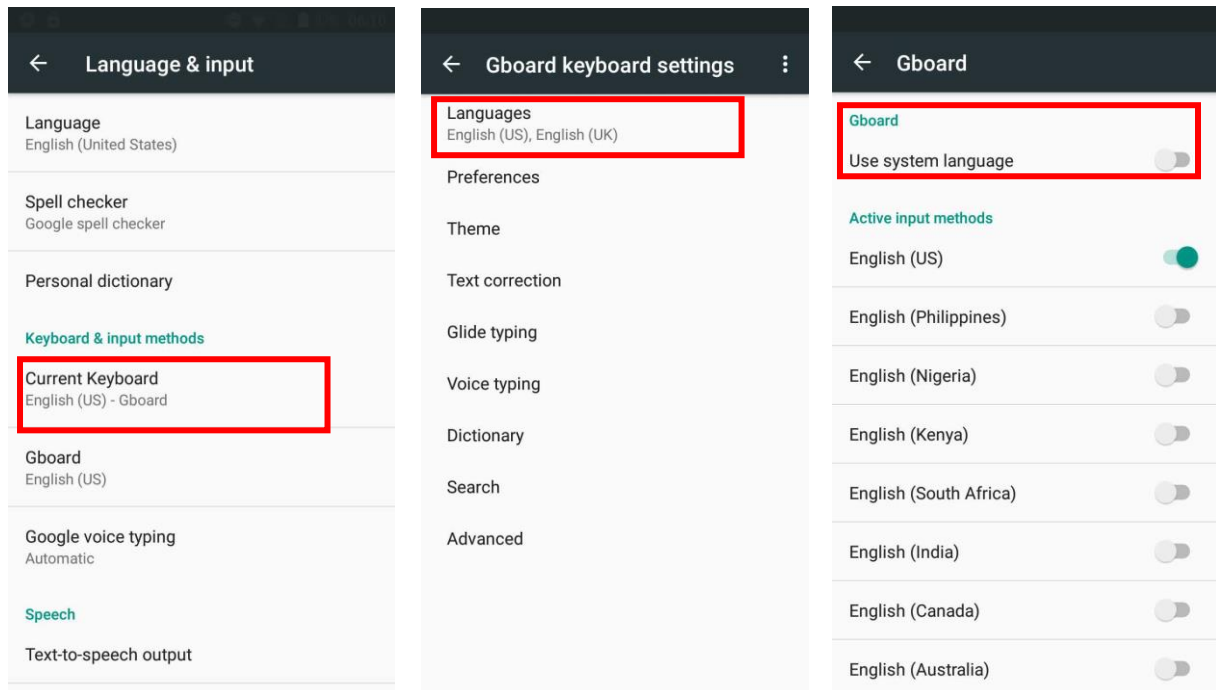 Language & input
Language
English (United States)
Spell checker
Google spell checker
Personal dictionary
Keyboard & input methods
Current Keyboard
English (US) - Gboard
Gboard
English (US)
Google voice typing
Automatic
Speech
Text-to-speech output
Gboard keyboard settings
Languages
English (US), English (UK)
Preferences
Theme
Text correction
Glide typing
Voice typing
Dictionary
Search
Advanced
Gboard
Gboard
Use system language
Active input methods
English (US)
English (Philippines)
English (Nigeria)
English (Kenya)
English (South Africa)
English (India)
English (Canada)
English (Australia)